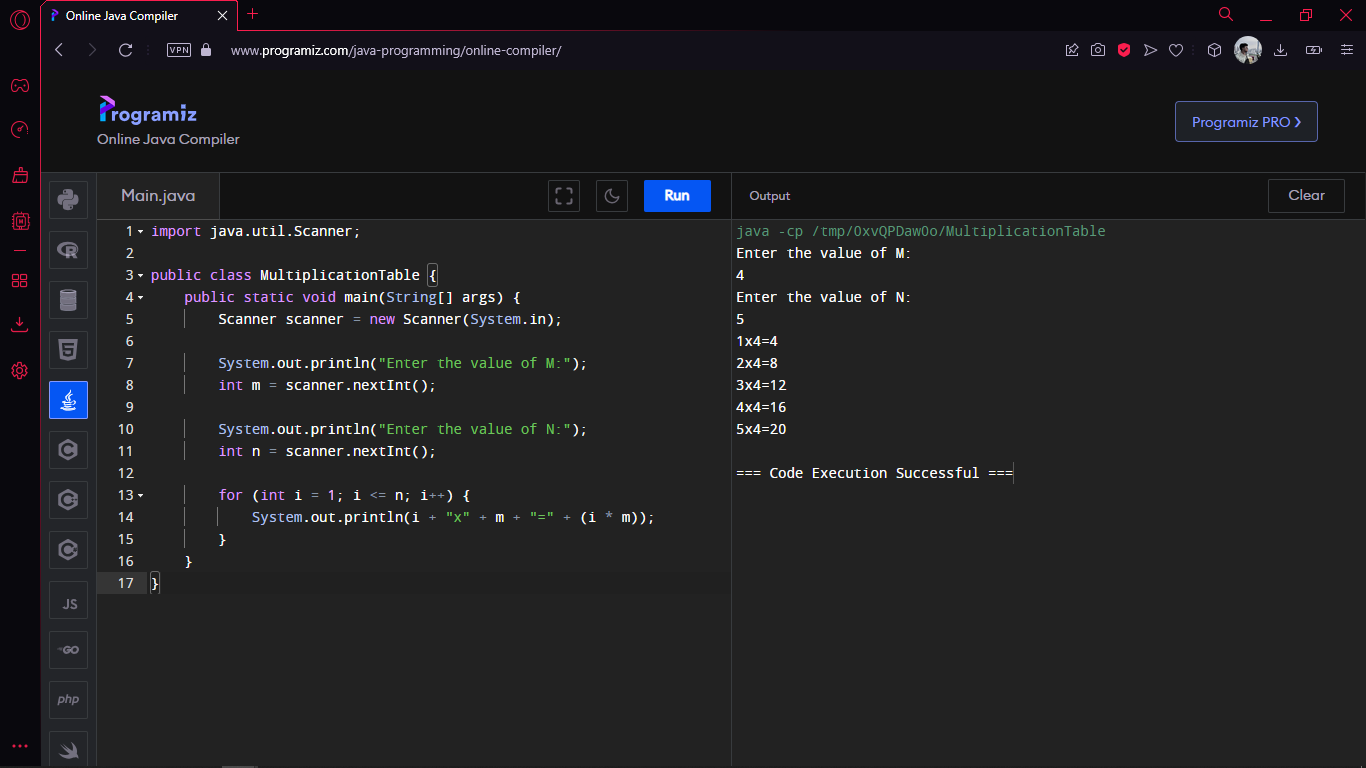 Online Java Compiler
VPN
www.programiz.com/java-programming/online-compiler/
Programiz
Online Java Compiler
Programiz PRO ❯
Main.java
Run
Output
Clear
1 import java.util.Scanner;
2
3 public class MultiplicationTable {
4 public static void main(String[] args) {
5 Scanner scanner = new Scanner(System.in);
6
7 System.out.println("Enter the value of M:");
8 int m = scanner.nextInt();
9
10 System.out.println("Enter the value of N:");
11 int n = scanner.nextInt();
12
13 for (int i = 1; i <= n; i++) {
14 System.out.println(i + "x" + m + "=" + (i * m));
15 }
16 }
17 }
java -cp /tmp/0xvQPDawOo/MultiplicationTable
Enter the value of M:
4
Enter the value of N:
5
1x4=4
2x4=8
3x4=12
4x4=16
5x4=20
=== Code Execution Successful ===
JS
GO
php